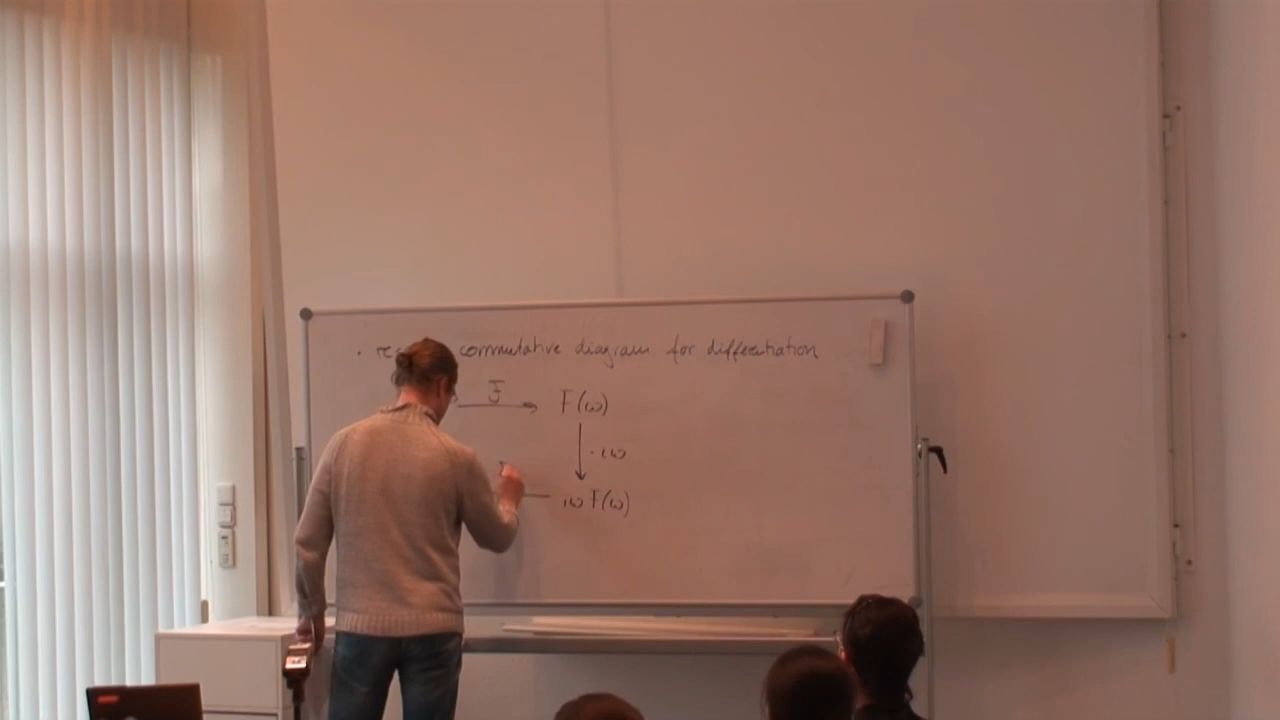 commutative diagram for differentiation
F
F(ω)
· iω
iω F(ω)